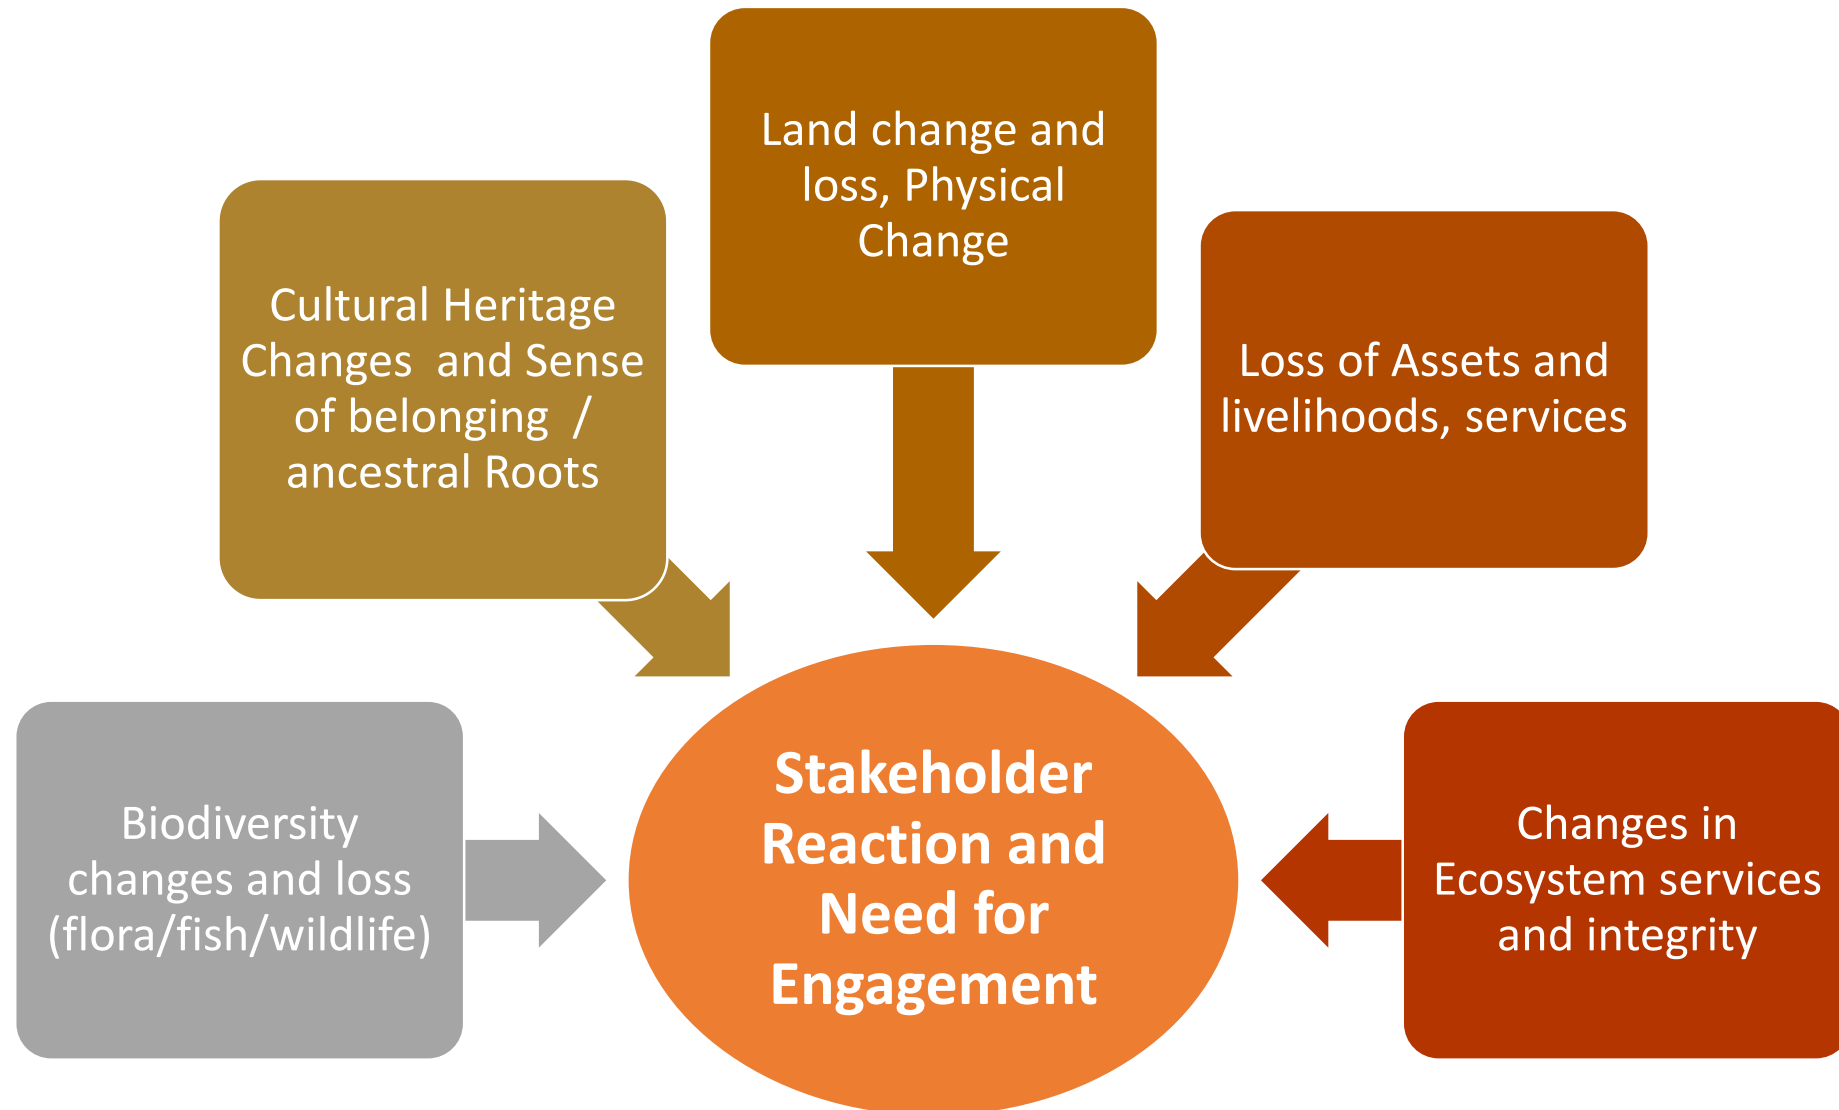 Land change and
loss, Physical
Change
Cultural Heritage
Changes  and Sense
of belonging  /
ancestral Roots
Loss of Assets and
livelihoods, services
Biodiversity
changes and loss
(flora/fish/wildlife)
Stakeholder
Reaction and
Need for
Engagement
Changes in
Ecosystem services
and integrity